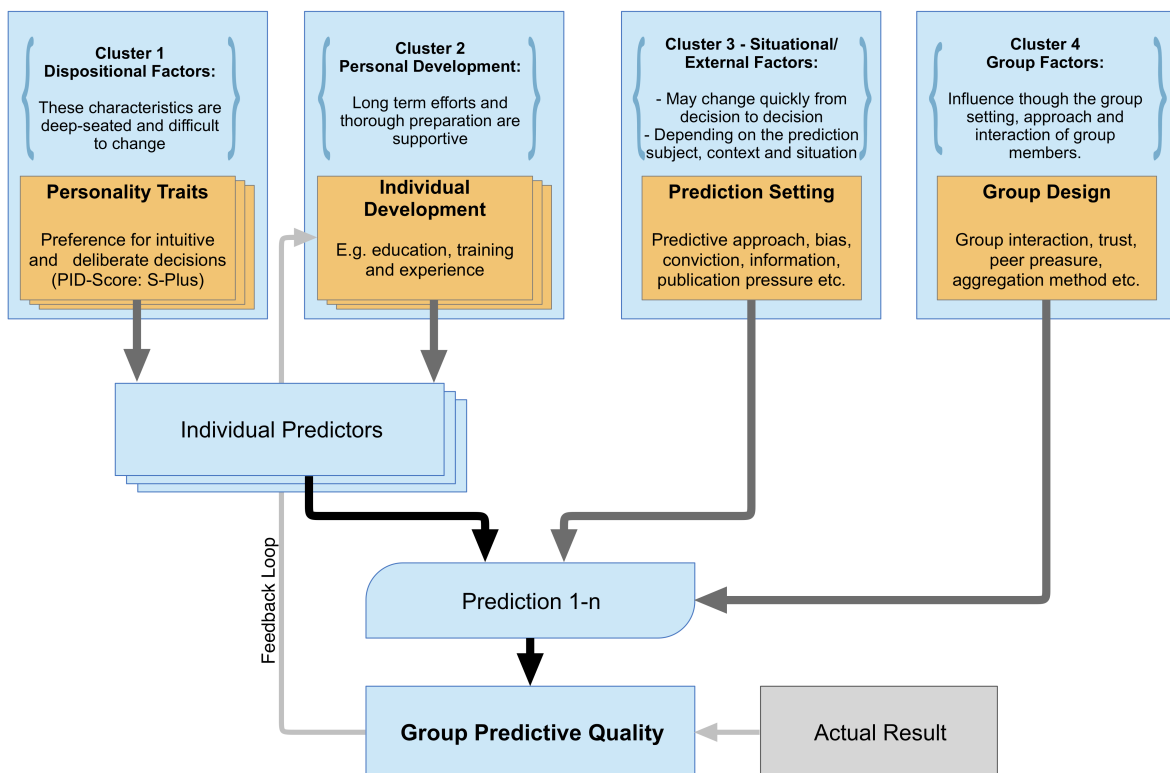 Cluster 1
Dispositional Factors:
These characteristics are
deep-seated and difficult
to change
Personality Traits
Preference for intuitive
and deliberate decisions
(PID-Score: S-Plus)
Cluster 2
Personal Development:
Long term efforts and
thorough preparation are
supportive
Individual
Development
E.g. education, training
and experience
Cluster 3 - Situational/
External Factors:
- May change quickly from
decision to decision
- Depending on the prediction
subject, context and situation
Prediction Setting
Predictive approach, bias,
conviction, information,
publication pressure etc.
Cluster 4
Group Factors:
Influence though the group
setting, approach and
interaction of group
members.
Group Design
Group interaction, trust,
peer preasure,
aggregation method etc.
Individual Predictors
Feedback Loop
Prediction 1-n
Group Predictive Quality
Actual Result